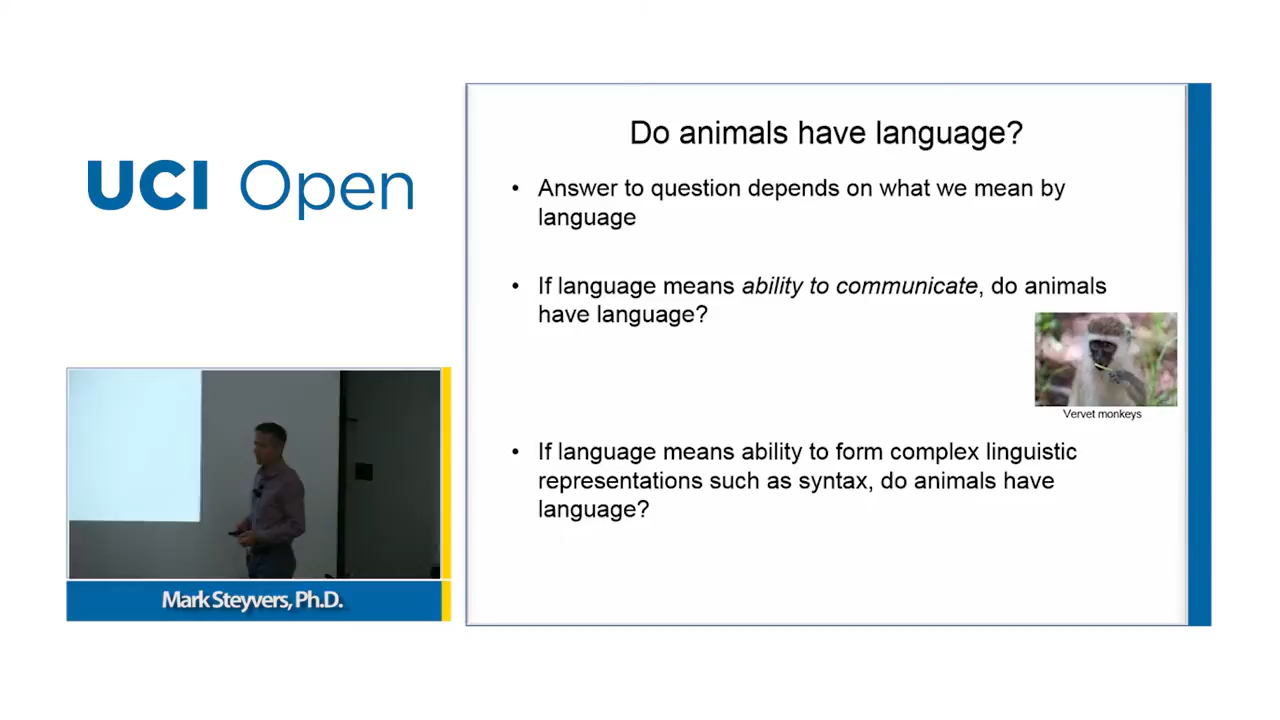 UCI Open
Do animals have language?
• Answer to question depends on what we mean by
language
• If language means ability to communicate, do animals
have language?
Vervet monkeys
• If language means ability to form complex linguistic
representations such as syntax, do animals have
language?
Mark Steyvers, Ph.D.